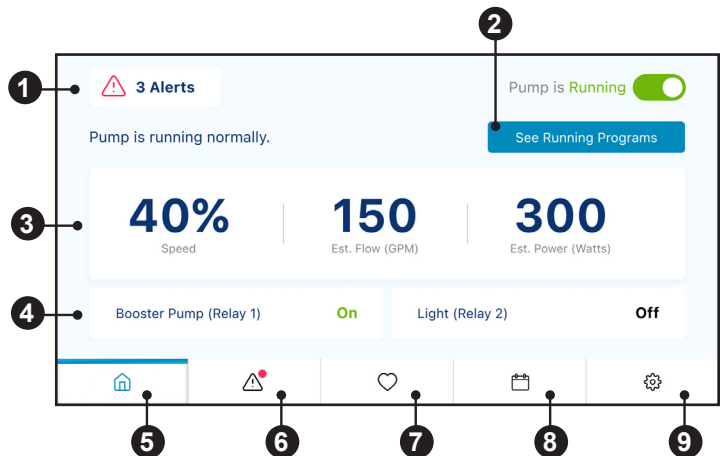 2
1
3 Alerts
Pump is Running
Pump is running normally.
See Running Programs
3
40%
150
300
Speed
Est. Flow (GPM)
Est. Power (Watts)
4
Booster Pump (Relay 1)
On
Light (Relay 2)
Off
5
6
7
8
9